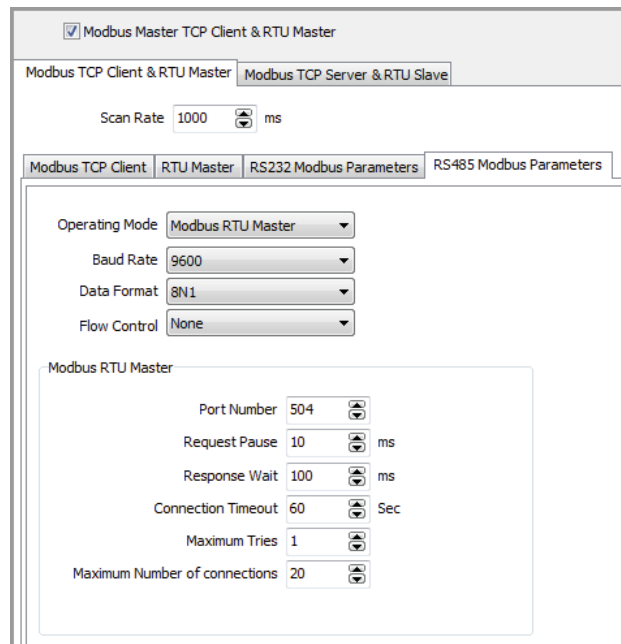 Modbus Master TCP Client & RTU Master
Modbus TCP Client & RTU Master Modbus TCP Server & RTU Slave
Scan Rate 1000 ms
Modbus TCP Client RTU Master RS232 Modbus Parameters RS485 Modbus Parameters
Operating Mode Modbus RTU Master
Baud Rate 9600
Data Format 8N1
Flow Control None
Modbus RTU Master
Port Number 504
Request Pause 10 ms
Response Wait 100 ms
Connection Timeout 60 Sec
Maximum Tries 1
Maximum Number of connections 20